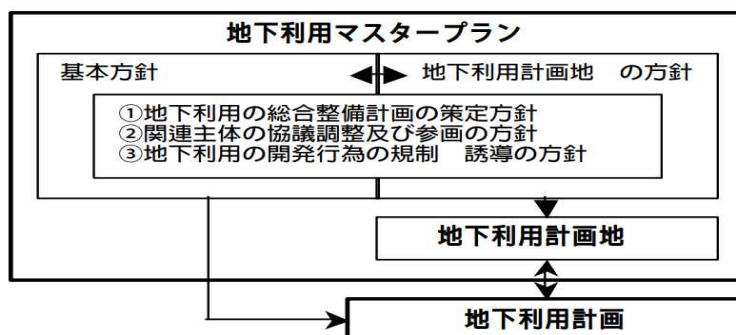 地下利用マスタープラン
基本方針
地下利用計画地 の方針
①地下利用の総合整備計画の策定方針
②関連主体の協議調整及び参画の方針
③地下利用の開発行為の規制 誘導の方針
地下利用計画地
地下利用計画